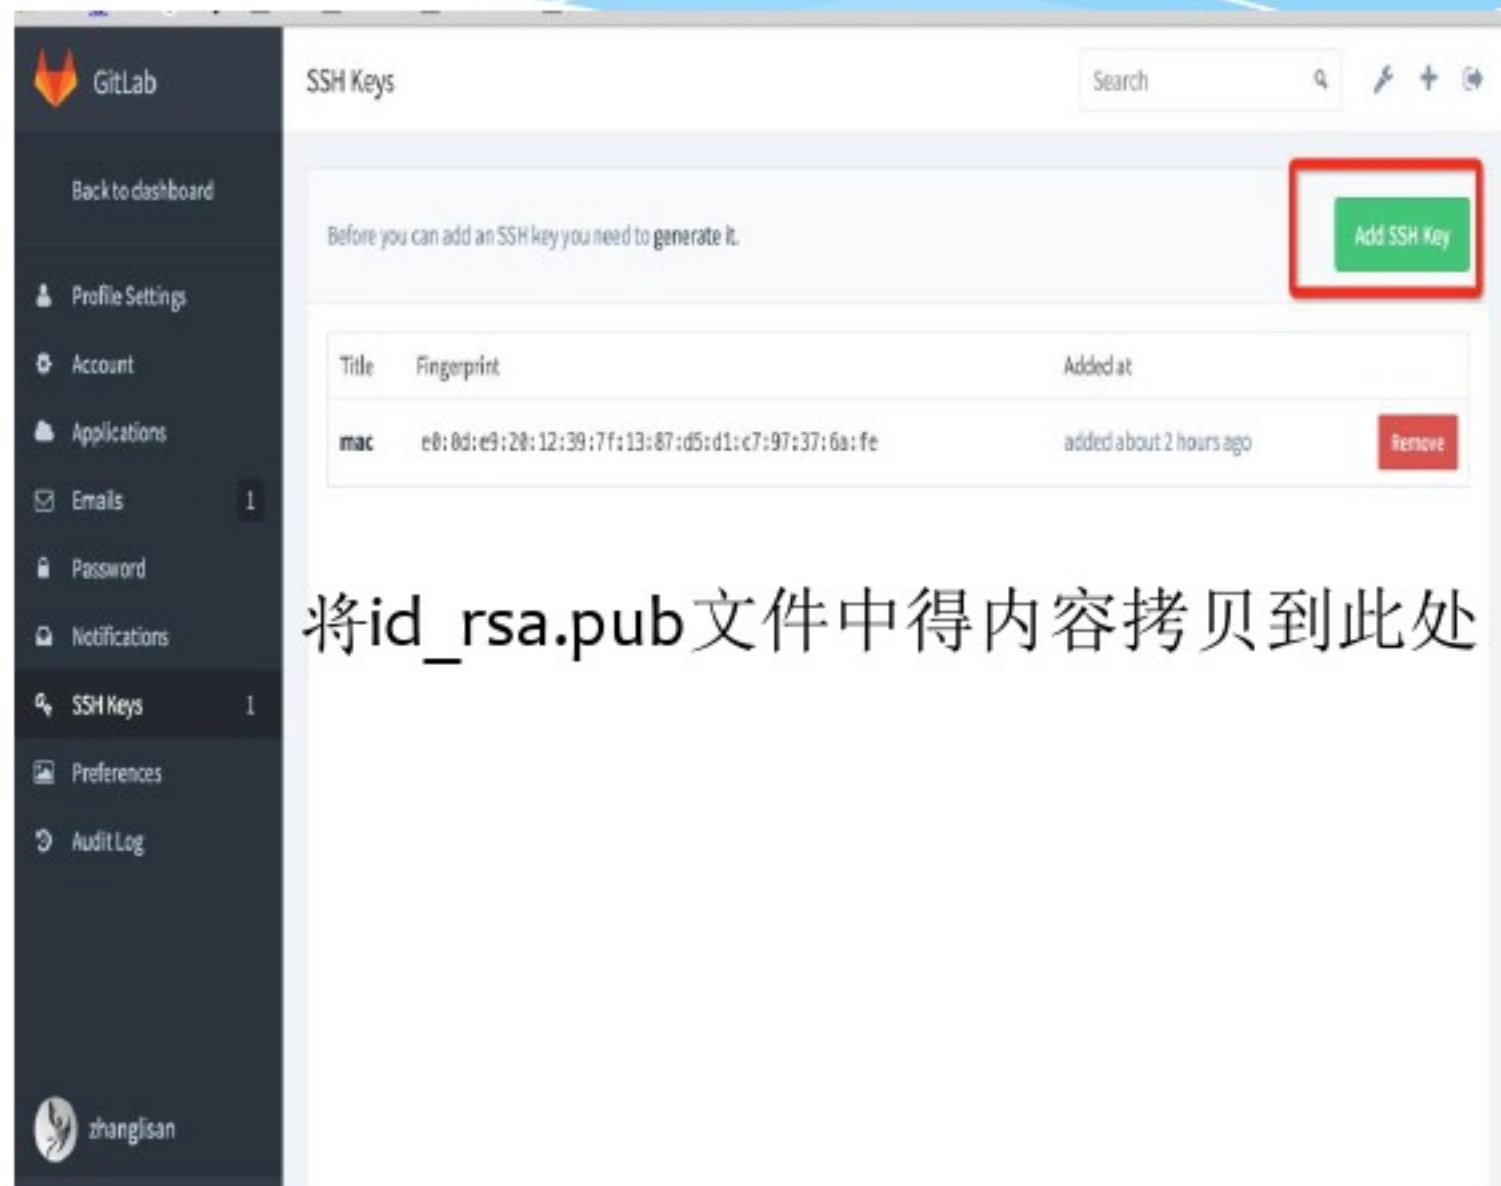 GitLab
SSH Keys
Search
Back to dashboard
Before you can add an SSH key you need to generate it.
Add SSH Key
Profile Settings
Account
Applications
Emails 1
Password
Notifications
SSH Keys 1
Preferences
Audit Log
Title Fingerprint Added at
mac e0:0d:e9:20:12:39:7f:13:87:d5:d1:c7:97:37:6a:fe added about 2 hours ago Remove
将id_rsa.pub文件中得内容拷贝到此处
zhanglisan